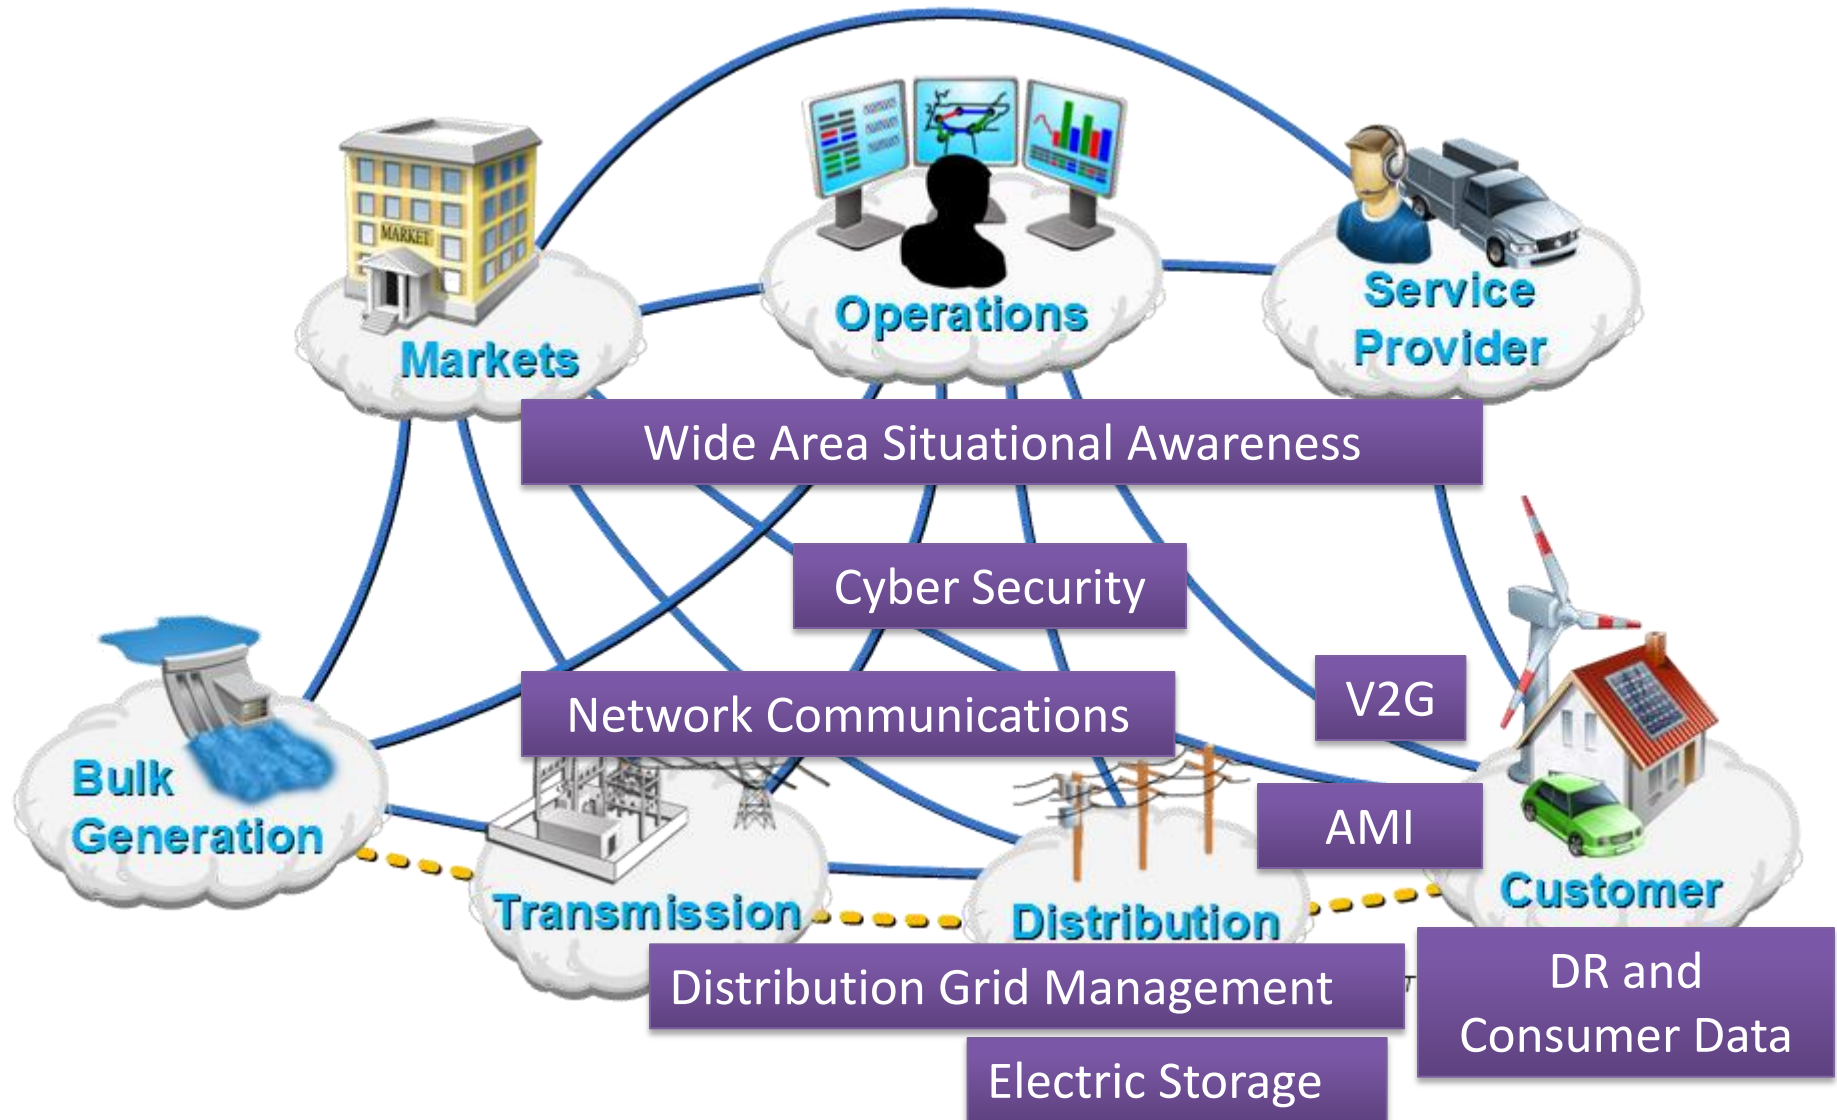 MARKET
Markets
Operations
Service
Provider
Wide Area Situational Awareness
Cyber Security
Network Communications
V2G
AMI
Bulk
Generation
Transmission
Distribution
Customer
Distribution Grid Management
DR and
Consumer Data
Electric Storage